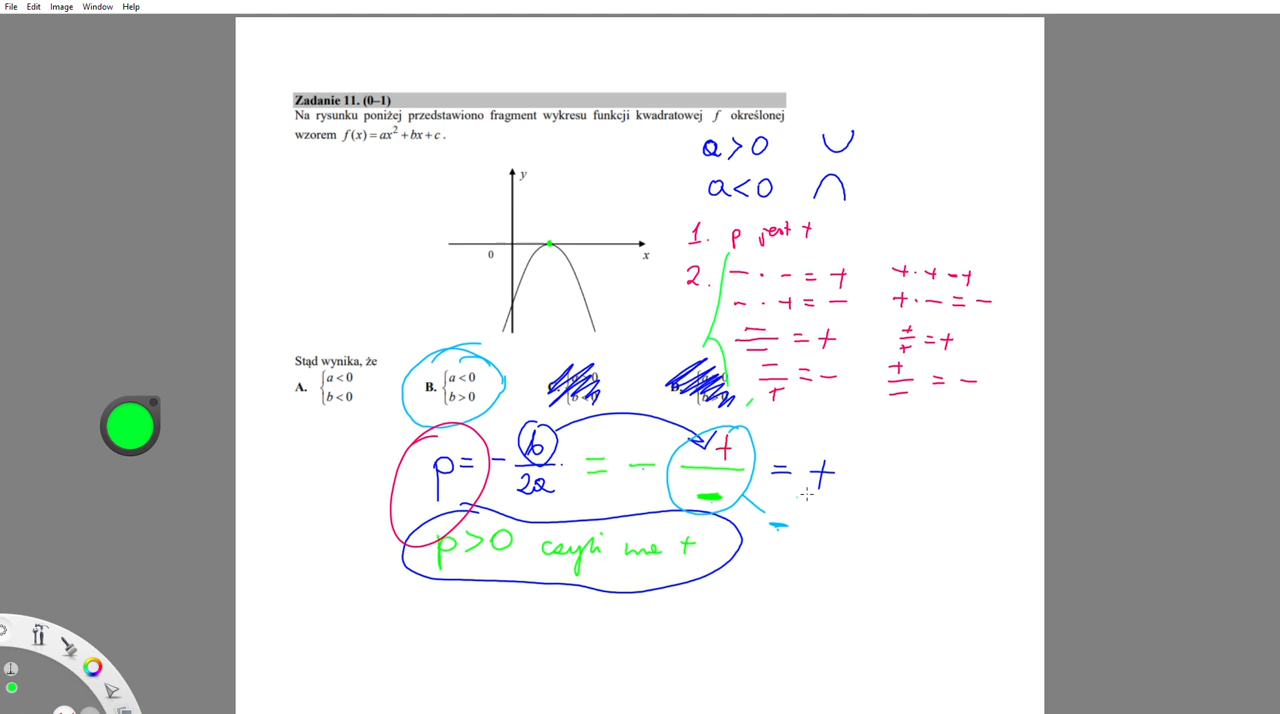 File Edit Image Window Help
Zadanie 11. (0–1)
Na rysunku poniżej przedstawiono fragment wykresu funkcji kwadratowej f określonej
wzorem f(x) = ax² + bx + c.
a > 0
a < 0
y
0
x
1. p jest +
2. − · − = + + · + = +
− · + = − + · − = −
−/− = + +/+ = +
−/+ = − +/− = −
Stąd wynika, że
A. { a < 0
b < 0
B. { a < 0
b > 0
p = − b/2a = − +/− = +
−
p > 0 czyli ma +